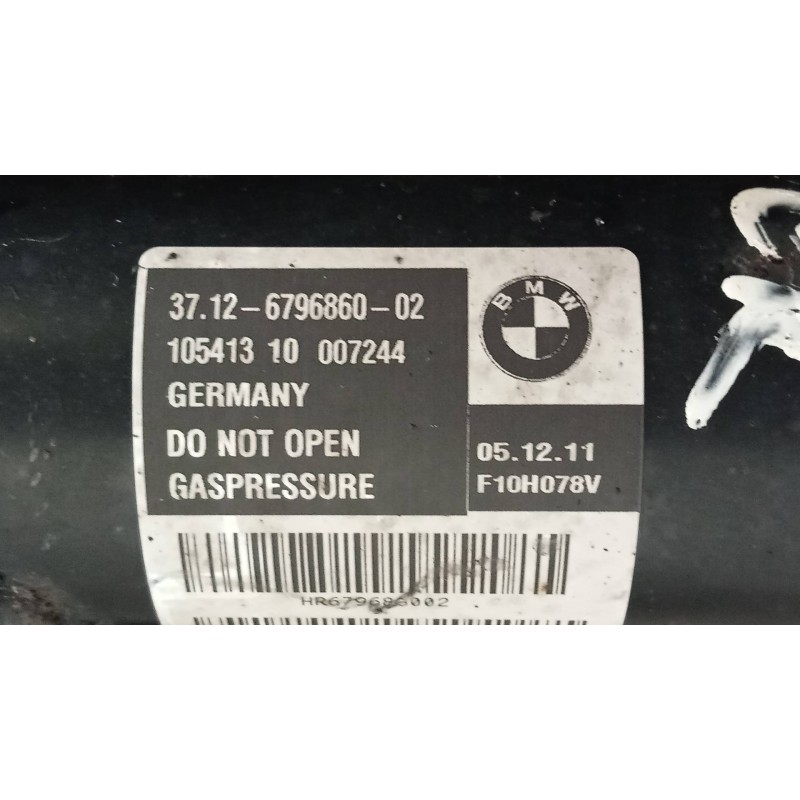 37.12-6796860-02
105413 10 007244
GERMANY
DO NOT OPEN
GASPRESSURE
BMW
05.12.11
F10H078V
HR679686002